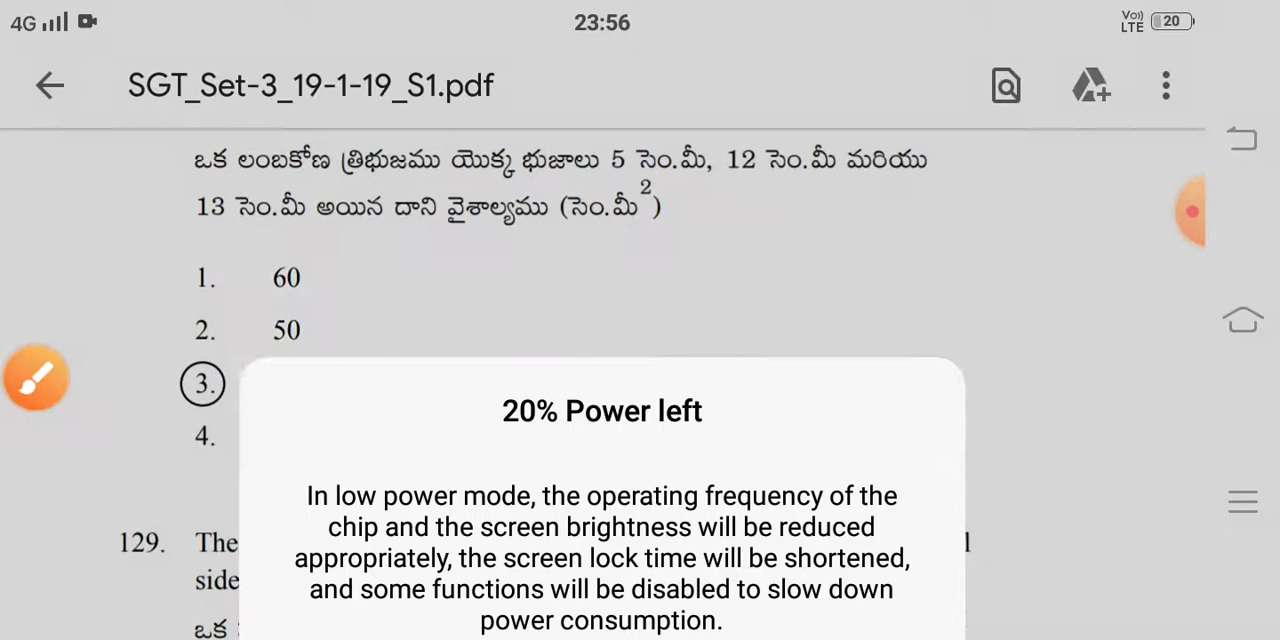 4G 23:56 Vo)) LTE 20
SGT_Set-3_19-1-19_S1.pdf
ఒక లంబకోణ త్రిభుజము యొక్క భుజాలు 5 సెం.మీ, 12 సెం.మీ మరియు
13 సెం.మీ అయిన దాని వైశాల్యము (సెం.మీ²)
1. 60
2. 50
3.
4.
20% Power left
In low power mode, the operating frequency of the
chip and the screen brightness will be reduced
appropriately, the screen lock time will be shortened,
and some functions will be disabled to slow down
power consumption.
129. The
side
ఒక